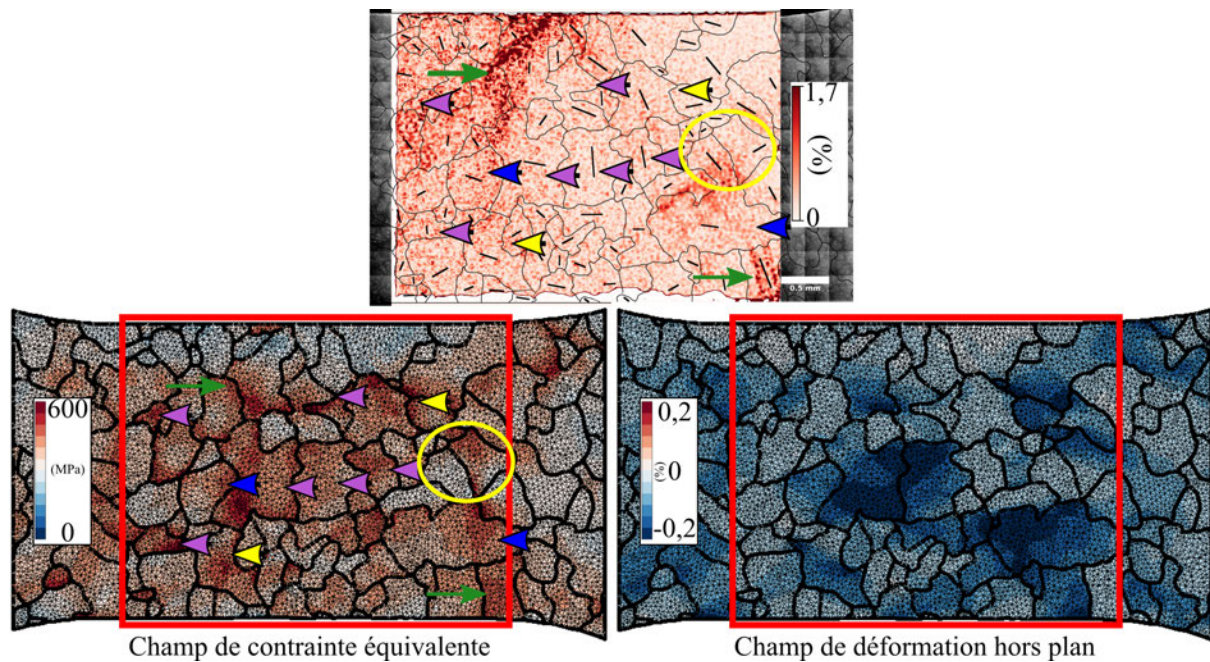 1,7
(%)
0
0.5 mm
600
(MPa)
0
0,2
(%)
0
-0,2
Champ de contrainte équivalente
Champ de déformation hors plan